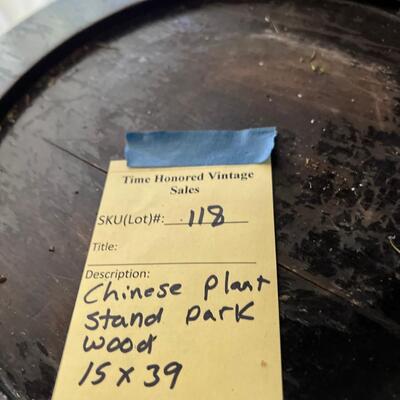 Time Honored Vintage
Sales
SKU(Lot)#: 118
Title:
Description:
Chinese plant
stand Dark
wood
15 x 39